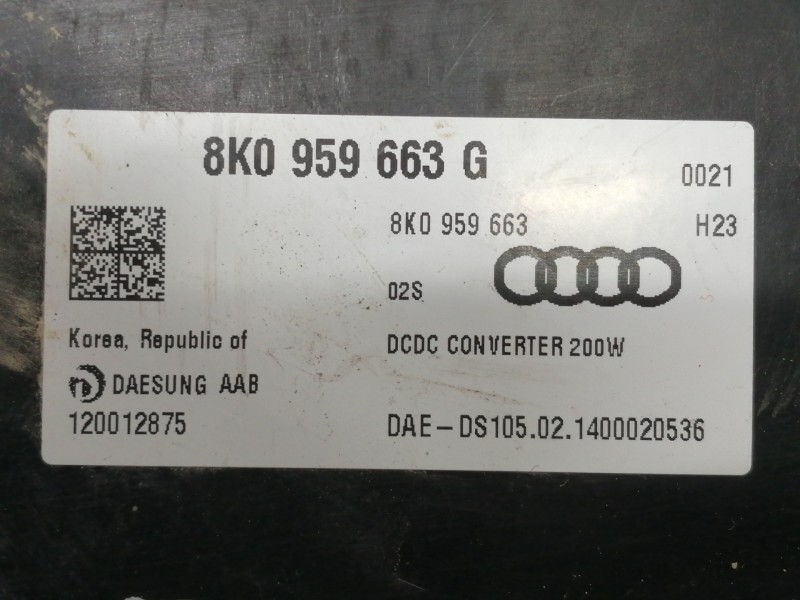 8K0 959 663 G
0021
8K0 959 663
H23
02S
Korea, Republic of
DCDC CONVERTER 200W
DAESUNG AAB
120012875
DAE-DS105.02.1400020536